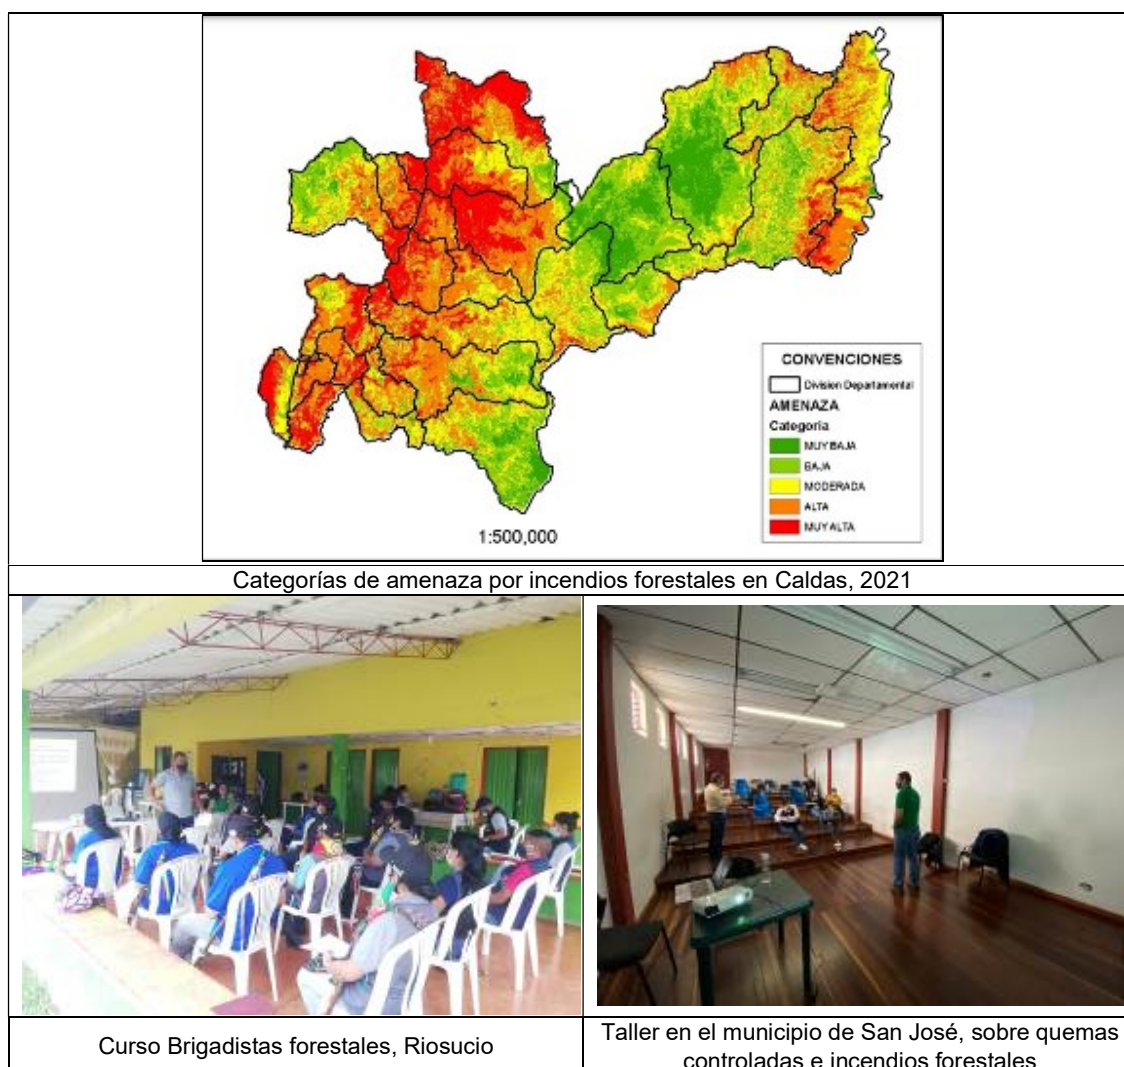 CONVENCIONES
Division Departamental
AMENAZA
Categoría
MUY BAJA
BAJA
MODERADA
ALTA
MUY ALTA
1:500,000
Categorías de amenaza por incendios forestales en Caldas, 2021
Curso Brigadistas forestales, Riosucio
Taller en el municipio de San José, sobre quemas
controladas e incendios forestales